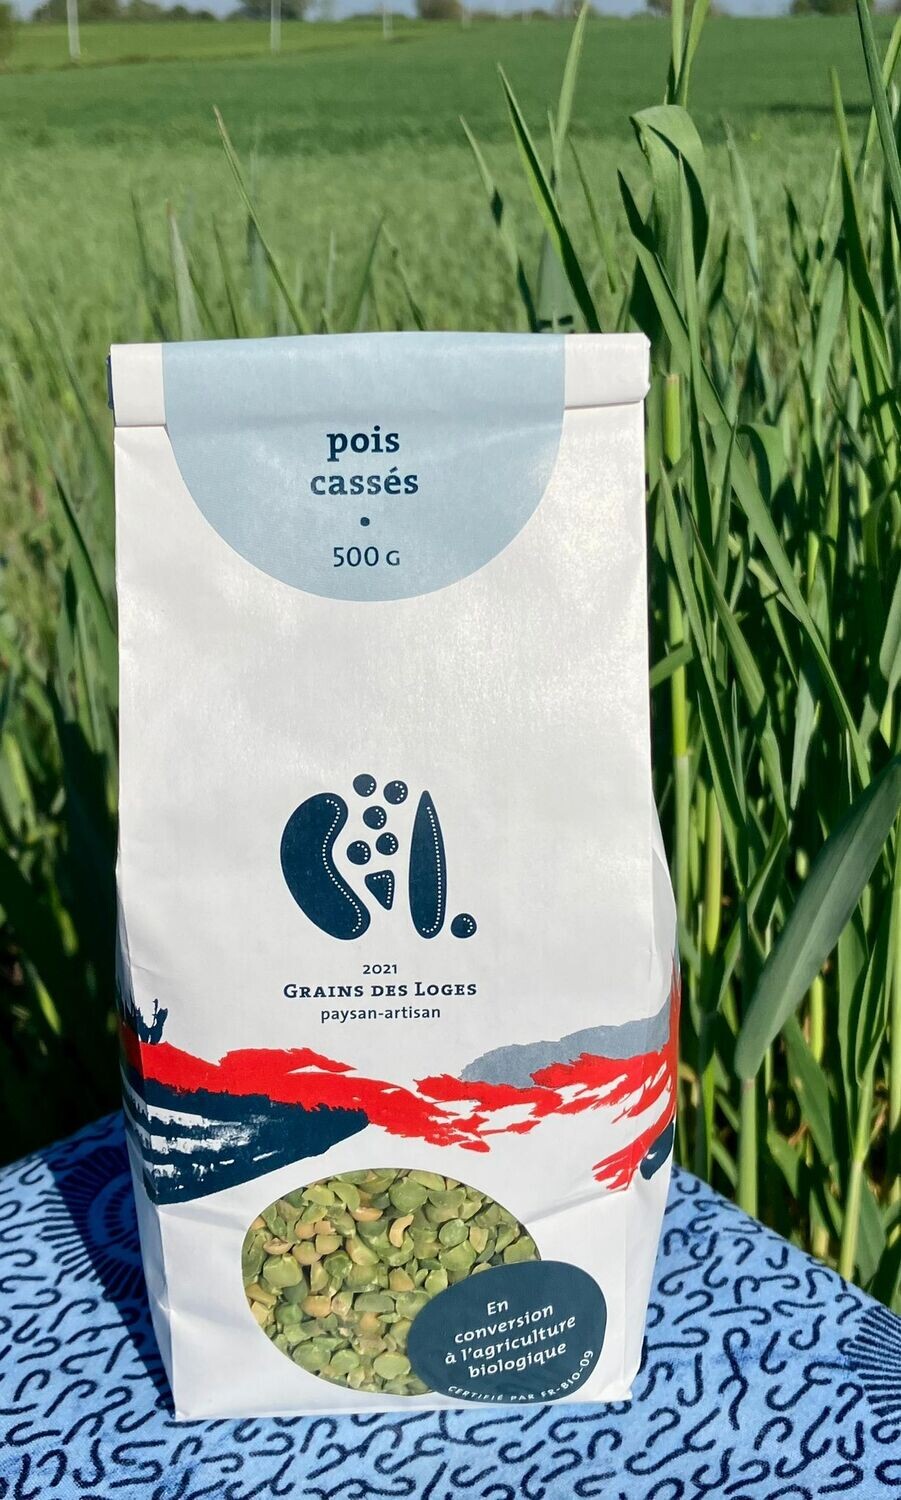 pois
cassés
•
500 G
2021
GRAINS DES LOGES
paysan-artisan
En
conversion
à l'agriculture
biologique
CERTIFIÉ PAR FR-BIO-09